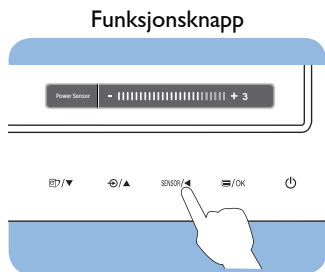 Funksjonsknapp
Power Sensor - + 3
/▼ /▲ SENSOR/◀ /OK